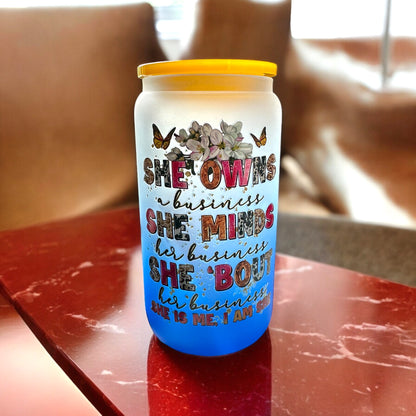 SHE OWNS
a business
SHE MINDS
her business
SHE 'BOUT
her business
SHE IS ME, I AM SHE